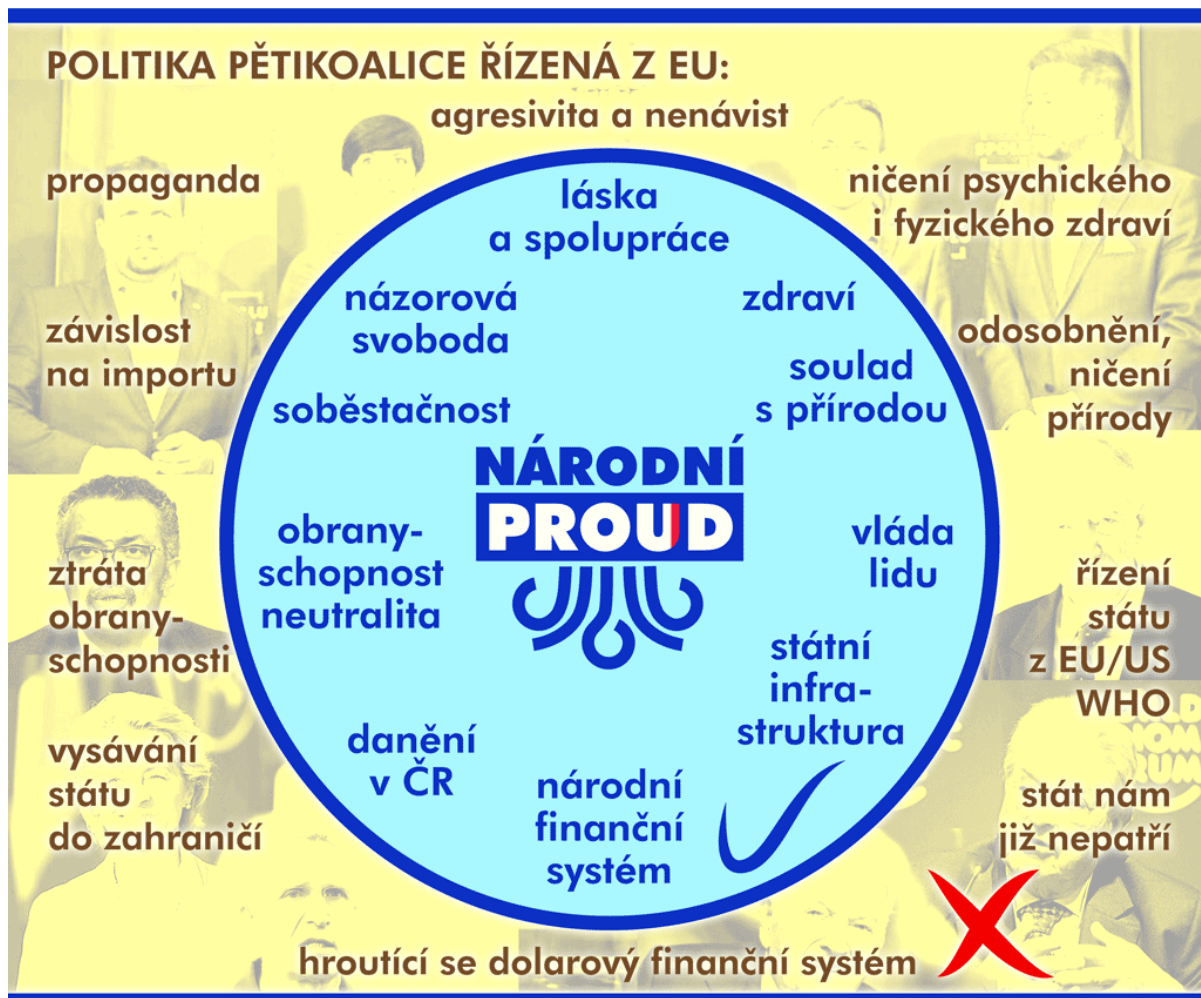 POLITIKA PĚTIKOALICE ŘÍZENÁ Z EU:
agresivita a nenávist
propaganda
ničení psychického
i fyzického zdraví
závislost
na importu
odosobnění,
ničení
přírody
ztráta
obrany-
schopnosti
řízení
státu
z EU/US
WHO
vysávání
státu
do zahraničí
stát nám
již nepatří
hroutící se dolarový finanční systém
láska
a spolupráce
názorová
svoboda
zdraví
soběstačnost
soulad
s přírodou
NÁRODNÍ
PROUD
obrany-
schopnost
neutralita
vláda
lidu
státní
infra-
struktura
danění
v ČR
národní
finanční
systém